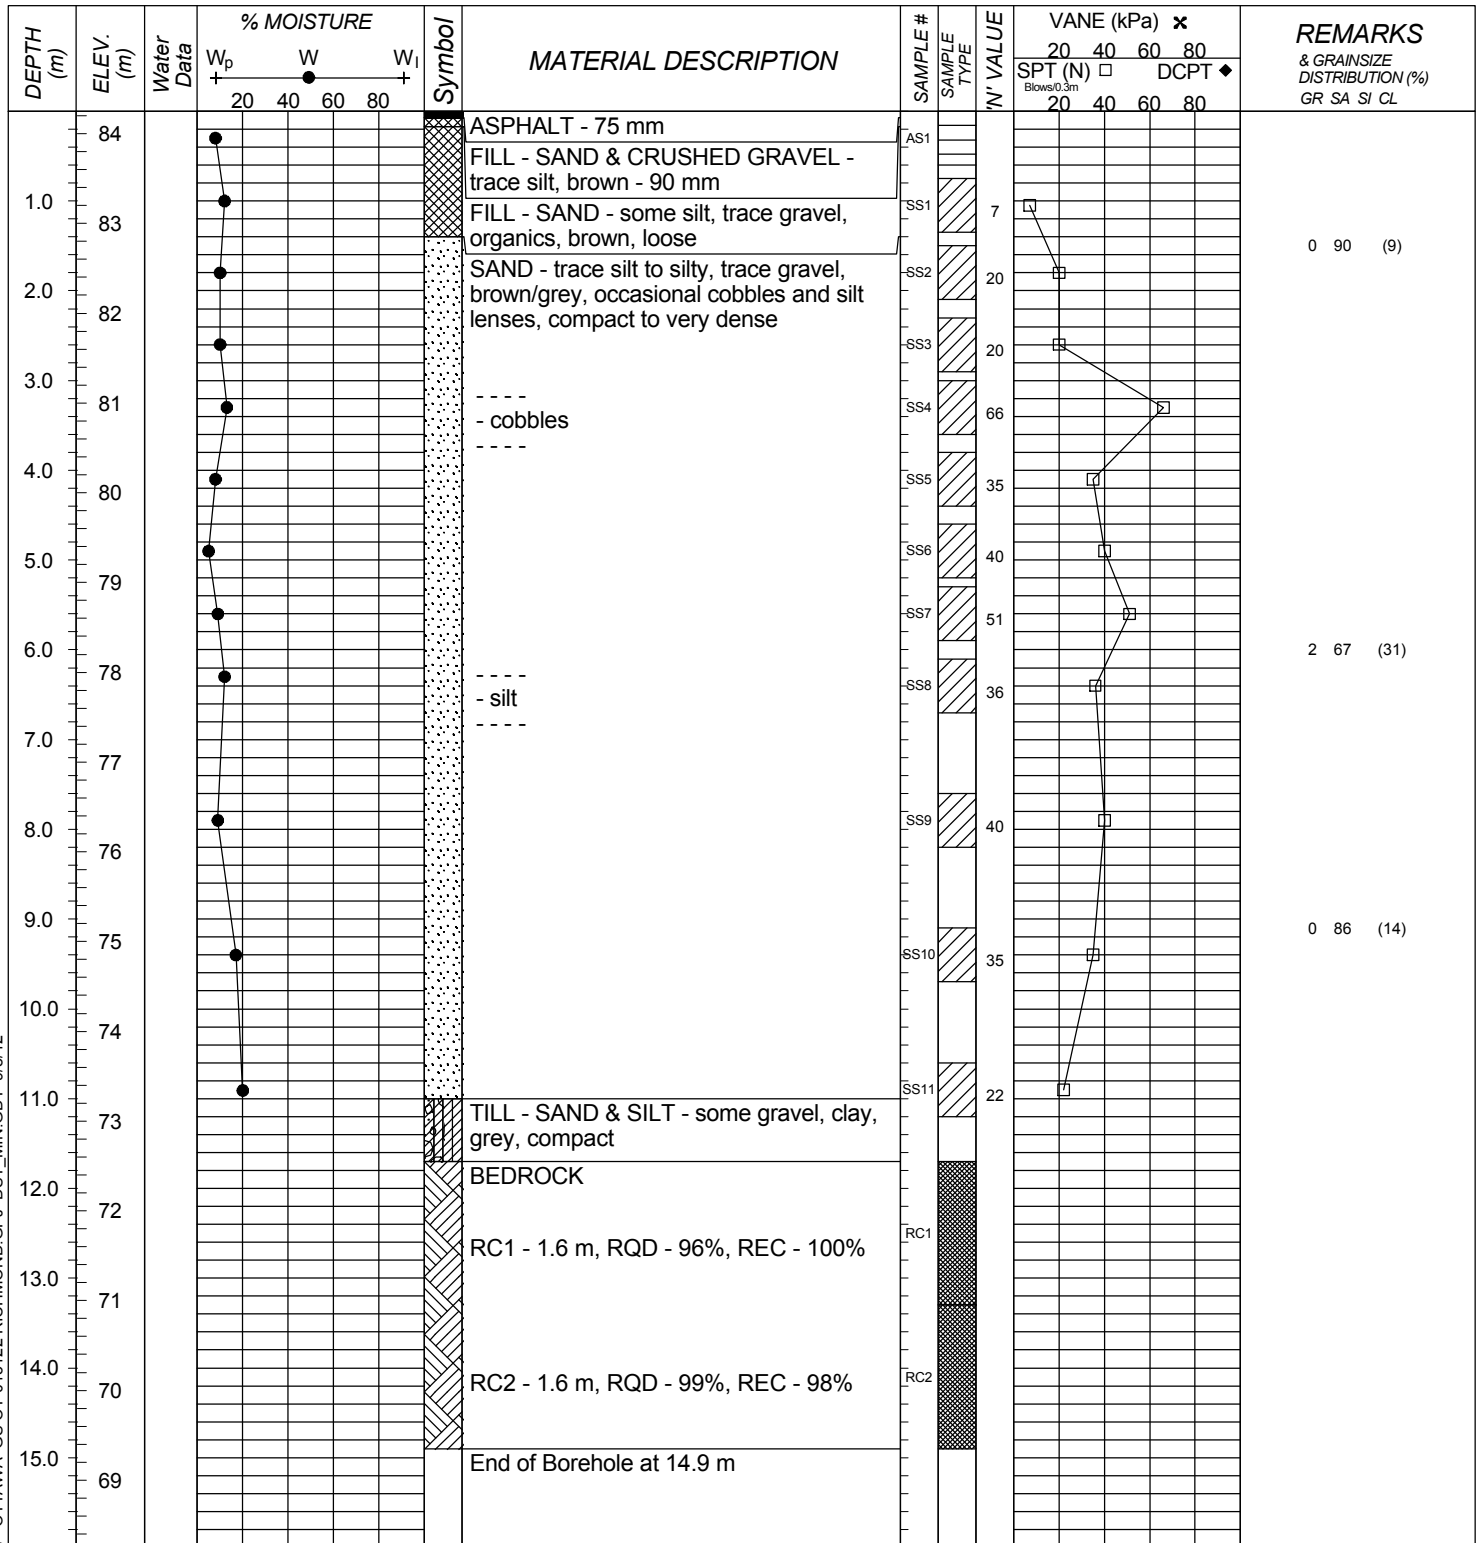 DEPTH (m)
ELEV. (m)
Water Data
% MOISTURE
Wp W Wl
20 40 60 80
Symbol
MATERIAL DESCRIPTION
SAMPLE #
SAMPLE TYPE
'N' VALUE
VANE (kPa)
20 40 60 80
SPT (N) DCPT
Blows/0.3m
20 40 60 80
REMARKS
& GRAINSIZE
DISTRIBUTION (%)
GR SA SI CL
84
ASPHALT - 75 mm
AS1
FILL - SAND & CRUSHED GRAVEL -
trace silt, brown - 90 mm
1.0
SS1
7
FILL - SAND - some silt, trace gravel,
organics, brown, loose
83
0 90 (9)
SAND - trace silt to silty, trace gravel,
brown/grey, occasional cobbles and silt
lenses, compact to very dense
SS2
20
2.0
82
SS3
20
3.0
81
SS4
66
- cobbles
4.0
SS5
35
80
SS6
40
5.0
79
SS7
51
6.0
2 67 (31)
78
SS8
36
- silt
7.0
77
SS9
40
8.0
76
9.0
0 86 (14)
75
SS10
35
10.0
74
SS11
22
11.0
TILL - SAND & SILT - some gravel, clay,
grey, compact
73
BEDROCK
12.0
72
RC1
RC1 - 1.6 m, RQD - 96%, REC - 100%
13.0
71
14.0
RC2
RC2 - 1.6 m, RQD - 99%, REC - 98%
70
15.0
End of Borehole at 14.9 m
69